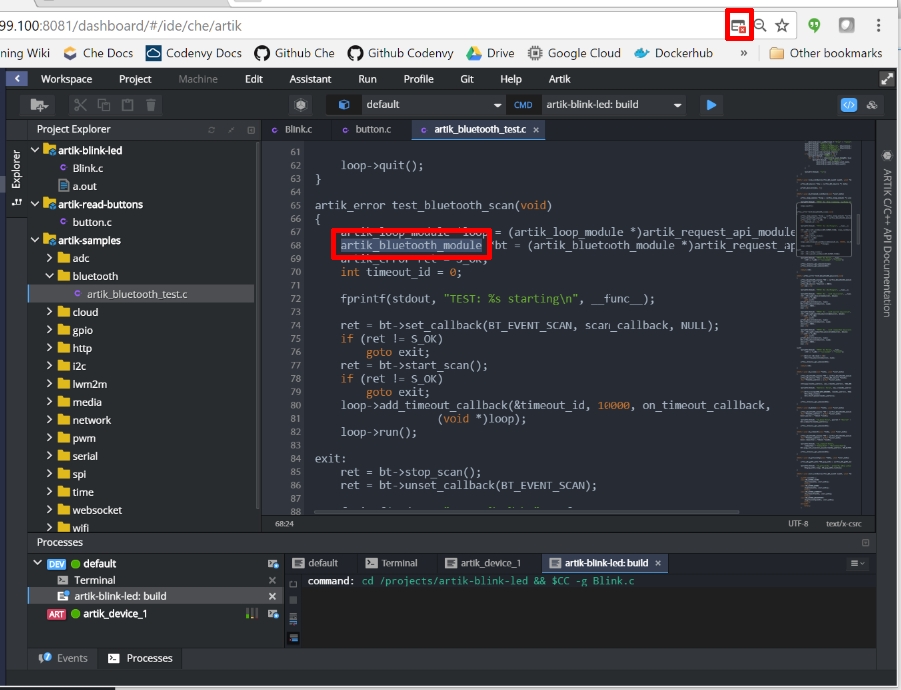 99.100:8081/dashboard/#/ide/che/artik
ning Wiki Che Docs Codenvy Docs Github Che Github Codenvy Drive Google Cloud Dockerhub » Other bookmarks
Workspace Project Machine Edit Assistant Run Profile Git Help Artik
default CMD artik-blink-led: build
Project Explorer
Explorer
artik-blink-led
Blink.c
a.out
artik-read-buttons
button.c
artik-samples
adc
bluetooth
artik_bluetooth_test.c
cloud
gpio
http
i2c
lwm2m
media
network
pwm
serial
spi
time
websocket
wifi
Blink.c button.c artik_bluetooth_test.c ×
61
62 loop->quit();
63 }
64
65 artik_error test_bluetooth_scan(void)
66 {
67 artik_loop_module *loop = (artik_loop_module *)artik_request_api_module
68 artik_bluetooth_module *bt = (artik_bluetooth_module *)artik_request_ap
69 artik_error ret = S_OK;
70 int timeout_id = 0;
71
72 fprintf(stdout, "TEST: %s starting\n", __func__);
73
74 ret = bt->set_callback(BT_EVENT_SCAN, scan_callback, NULL);
75 if (ret != S_OK)
76 goto exit;
77 ret = bt->start_scan();
78 if (ret != S_OK)
79 goto exit;
80 loop->add_timeout_callback(&timeout_id, 10000, on_timeout_callback,
81 (void *)loop);
82 loop->run();
83
84 exit:
85 ret = bt->stop_scan();
86 ret = bt->unset_callback(BT_EVENT_SCAN);
87
88
68:24 UTF-8 text/x-csrc
ARTIK C/C++ API Documentation
Processes
DEV default
Terminal
artik-blink-led: build
ART artik_device_1
default Terminal artik_device_1 artik-blink-led: build ×
command: cd /projects/artik-blink-led && $CC -g Blink.c
Events Processes